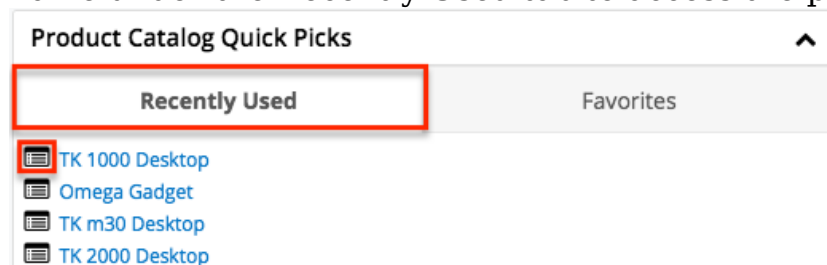 Product Catalog Quick Picks
Recently Used
Favorites
TK 1000 Desktop
Omega Gadget
TK m30 Desktop
TK 2000 Desktop